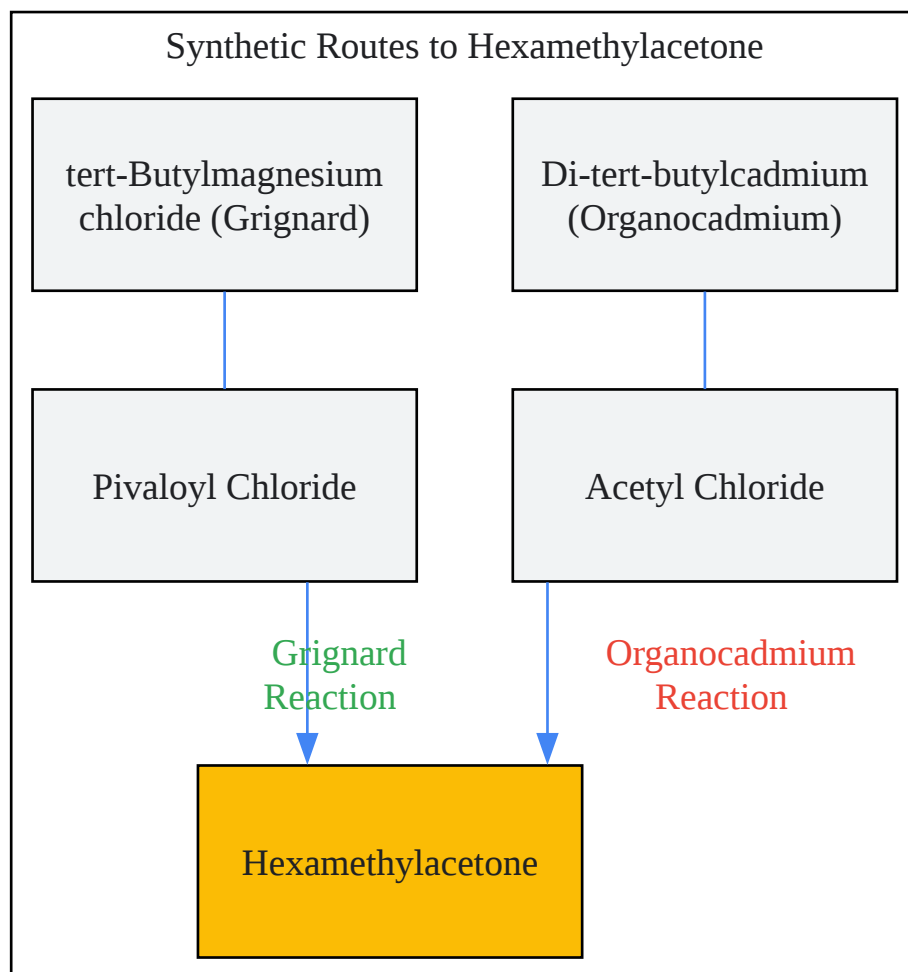 Synthetic Routes to Hexamethylacetone
tert-Butylmagnesium
chloride (Grignard)
Di-tert-butylcadmium
(Organocadmium)
Pivaloyl Chloride
Acetyl Chloride
Grignard
Reaction
Organocadmium
Reaction
Hexamethylacetone